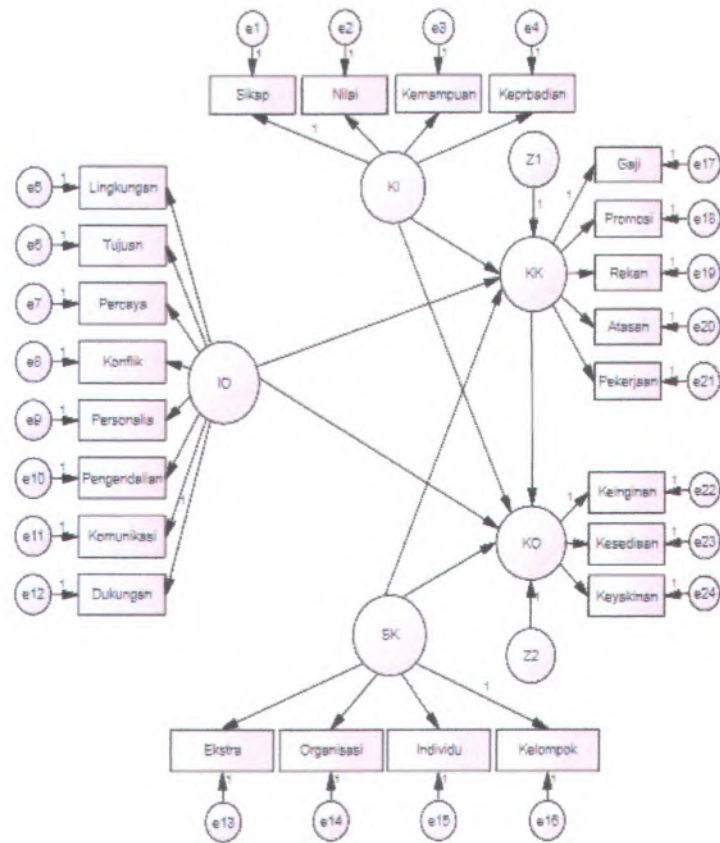 e1 e2 e3 e4
1 1 1 1
Sikap Nilai Kemampuan Keprbadian
1
KI
Z1
1
1 Gaji 1 e17
Promosi 1 e18
KK Rekan 1 e19
Atasan 1 e20
Pekerjaan 1 e21
e5 1 Lingkungan
e6 1 Tujuan
e7 1 Percaya
e8 1 Konflik
IO
e9 1 Personalia
e10 1 Pengendalian
1
e11 1 Komunikasi
e12 1 Dukungan
1 Keinginan 1 e22
KO Kesediaan 1 e23
Keyakinan 1 e24
1
Z2
SK
1
Ekstra Organisasi Individu Kelompok
1 1 1 1
e13 e14 e15 e16